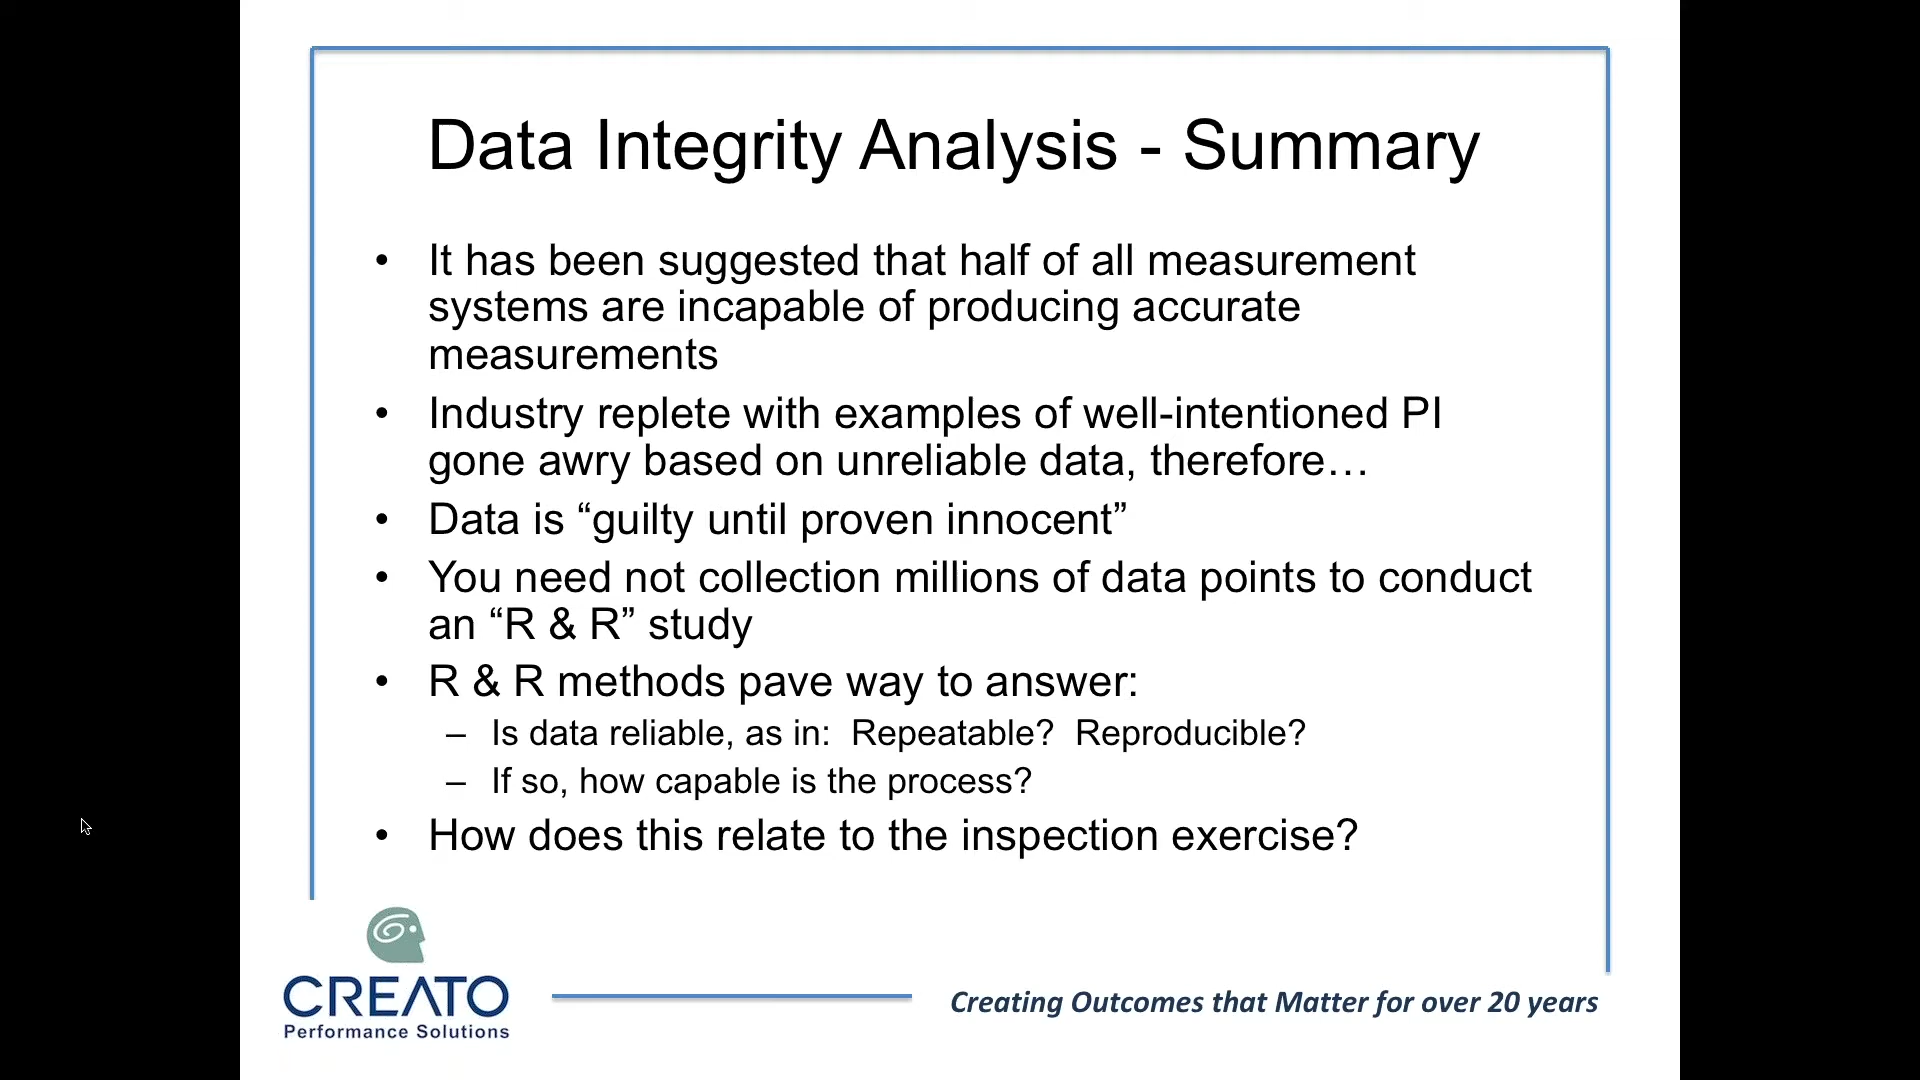 Data Integrity Analysis - Summary
• It has been suggested that half of all measurement
systems are incapable of producing accurate
measurements
• Industry replete with examples of well-intentioned PI
gone awry based on unreliable data, therefore…
• Data is “guilty until proven innocent”
• You need not collection millions of data points to conduct
an “R & R” study
• R & R methods pave way to answer:
– Is data reliable, as in:  Repeatable?  Reproducible?
– If so, how capable is the process?
• How does this relate to the inspection exercise?
CREATO
Performance Solutions
Creating Outcomes that Matter for over 20 years